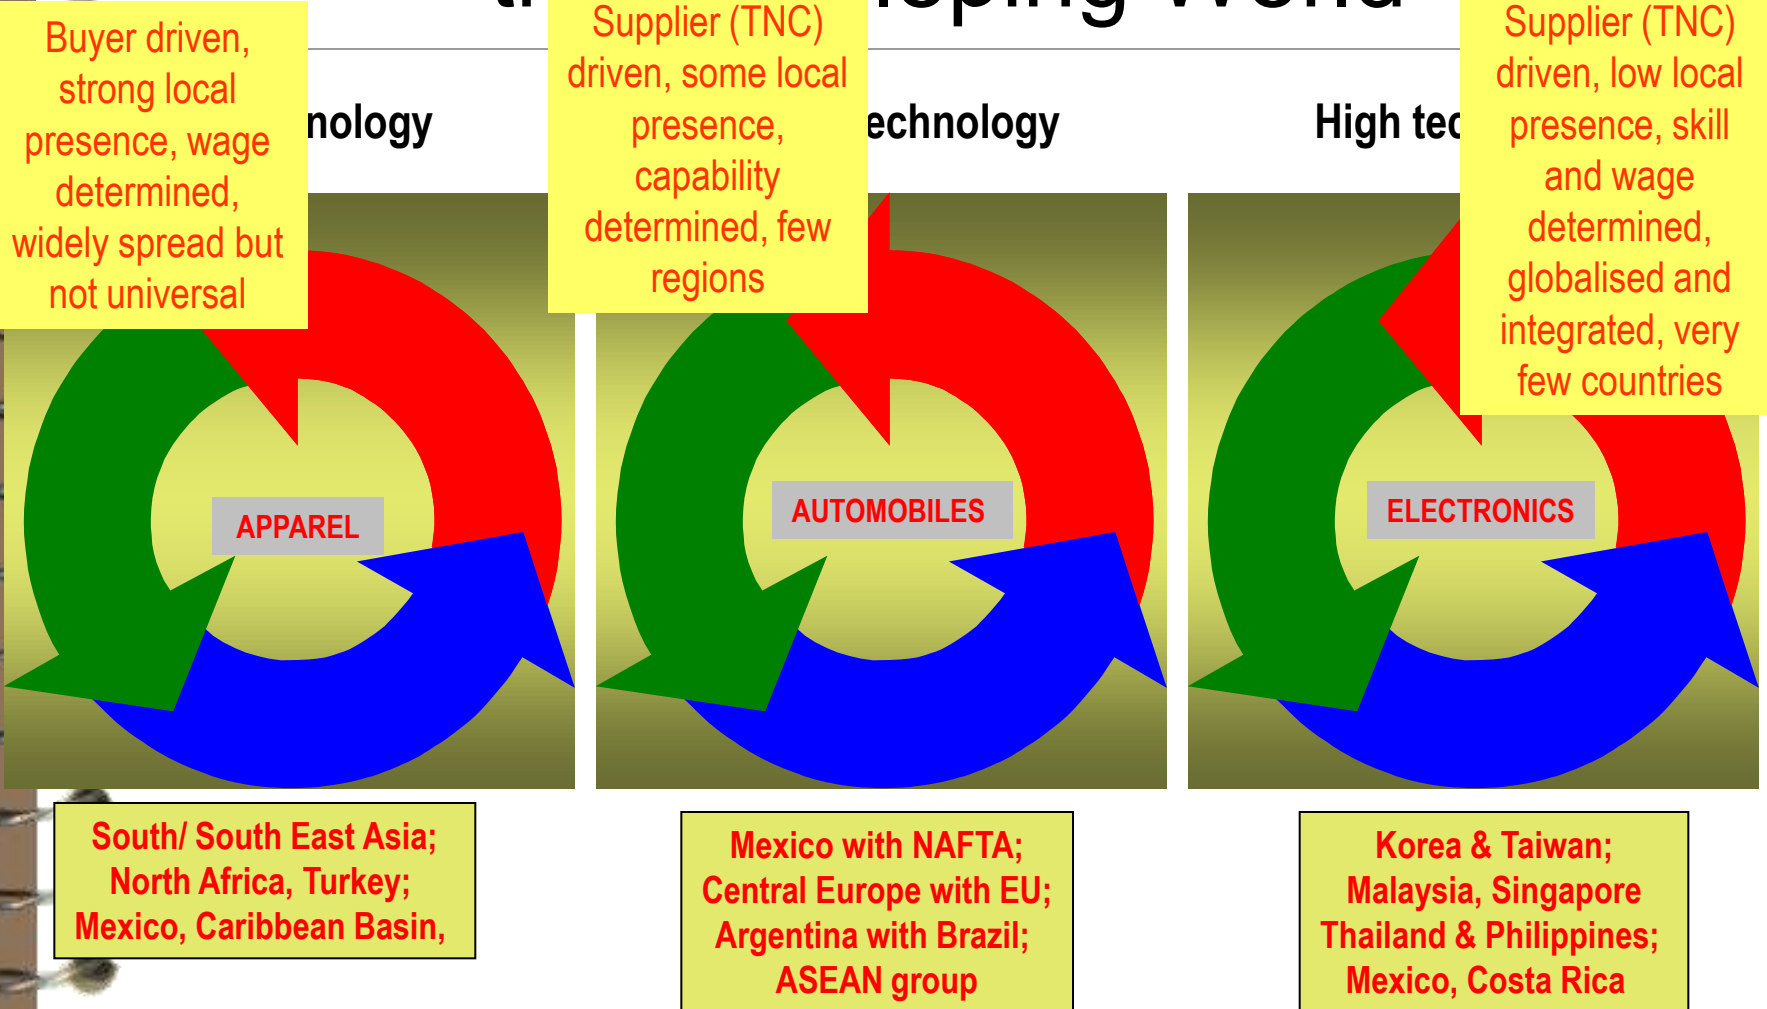 World
Buyer driven,
strong local
presence, wage
determined,
widely spread but
not universal
Supplier (TNC)
driven, some local
presence,
capability
determined, few
regions
Supplier (TNC)
driven, low local
presence, skill
and wage
determined,
globalised and
integrated, very
few countries
High
APPAREL
AUTOMOBILES
ELECTRONICS
South/ South East Asia;
North Africa, Turkey;
Mexico, Caribbean Basin,
Mexico with NAFTA;
Central Europe with EU;
Argentina with Brazil;
ASEAN group
Korea & Taiwan;
Malaysia, Singapore
Thailand & Philippines;
Mexico, Costa Rica